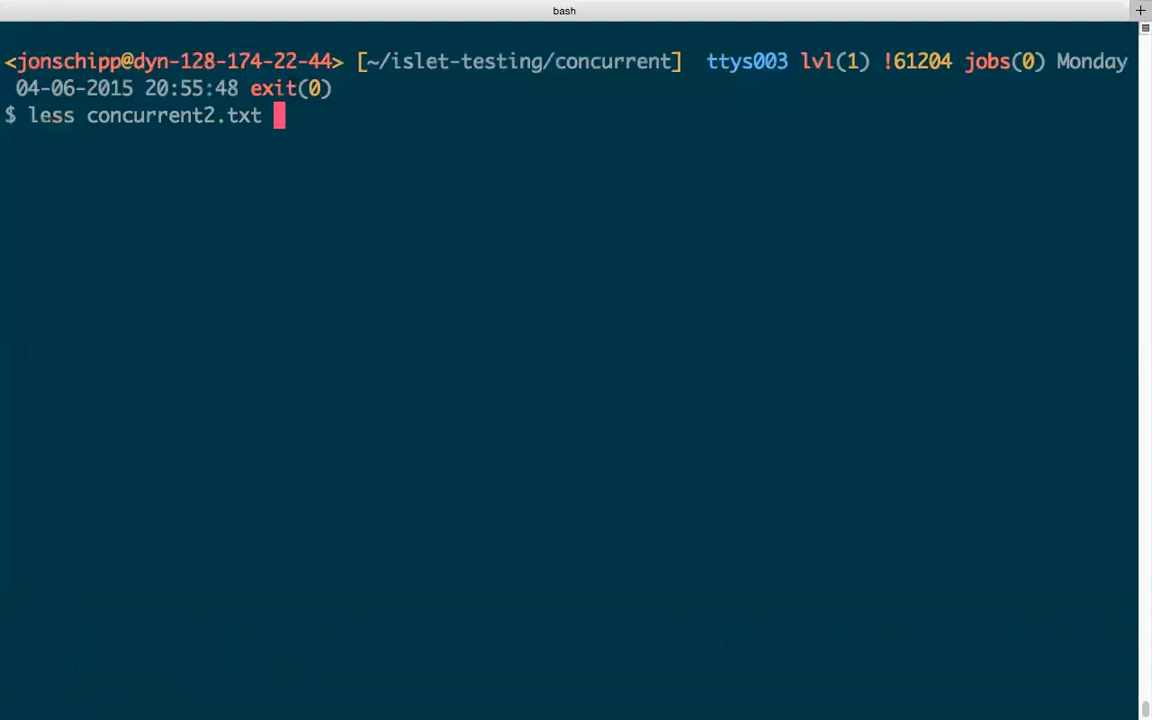 bash
<jonschipp@dyn-128-174-22-44> [~/islet-testing/concurrent]  ttys003 lvl(1) !61204 jobs(0) Monday
04-06-2015 20:55:48 exit(0)
$ less concurrent2.txt